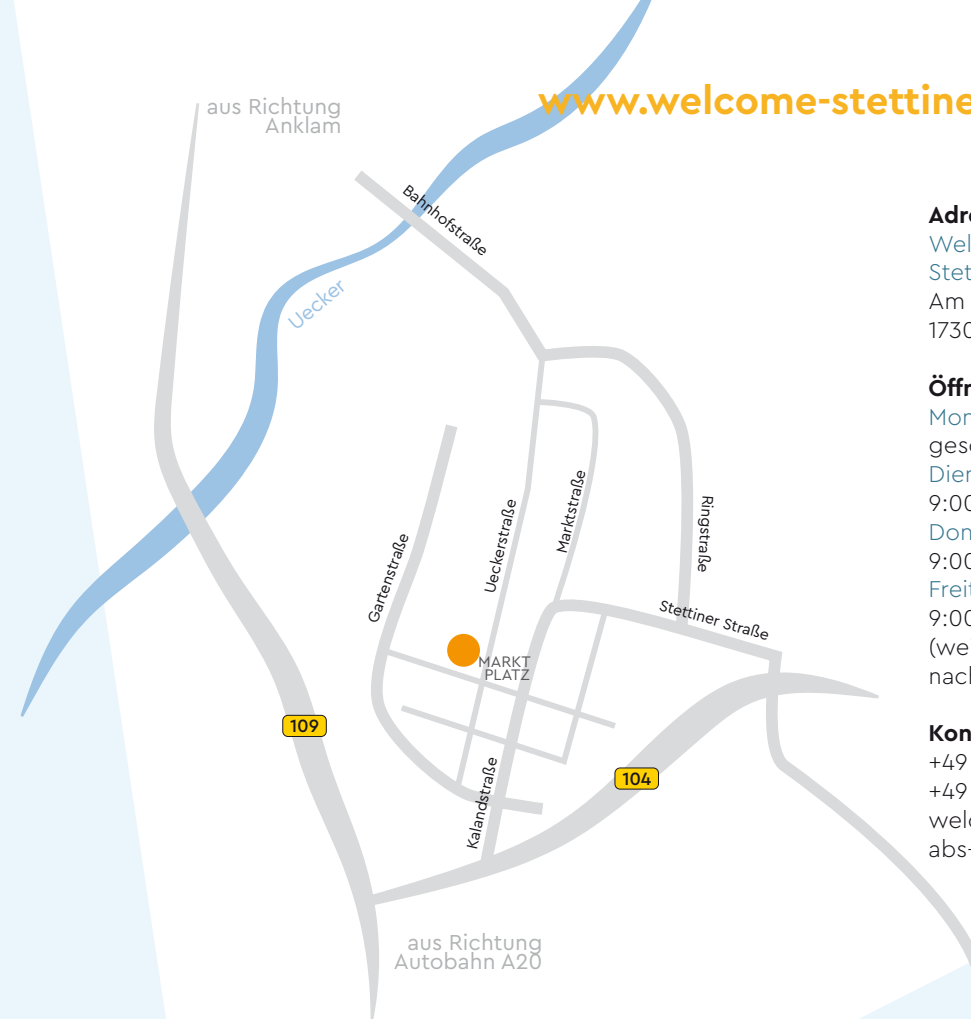 www.welcome-stettine
aus Richtung
Anklam
Bahnhofstraße
Uecker
Gartenstraße
Ueckerstraße
Marktstraße
Ringstraße
Stettiner Straße
MARKT
PLATZ
109
104
Kalandstraße
aus Richtung
Autobahn A20
Adr
Wel
Stet
Am
1730
Öffn
Mon
ges
Dien
9:00
Don
9:00
Freit
9:00
(we
nach
Kon
+49
+49
welc
abs-